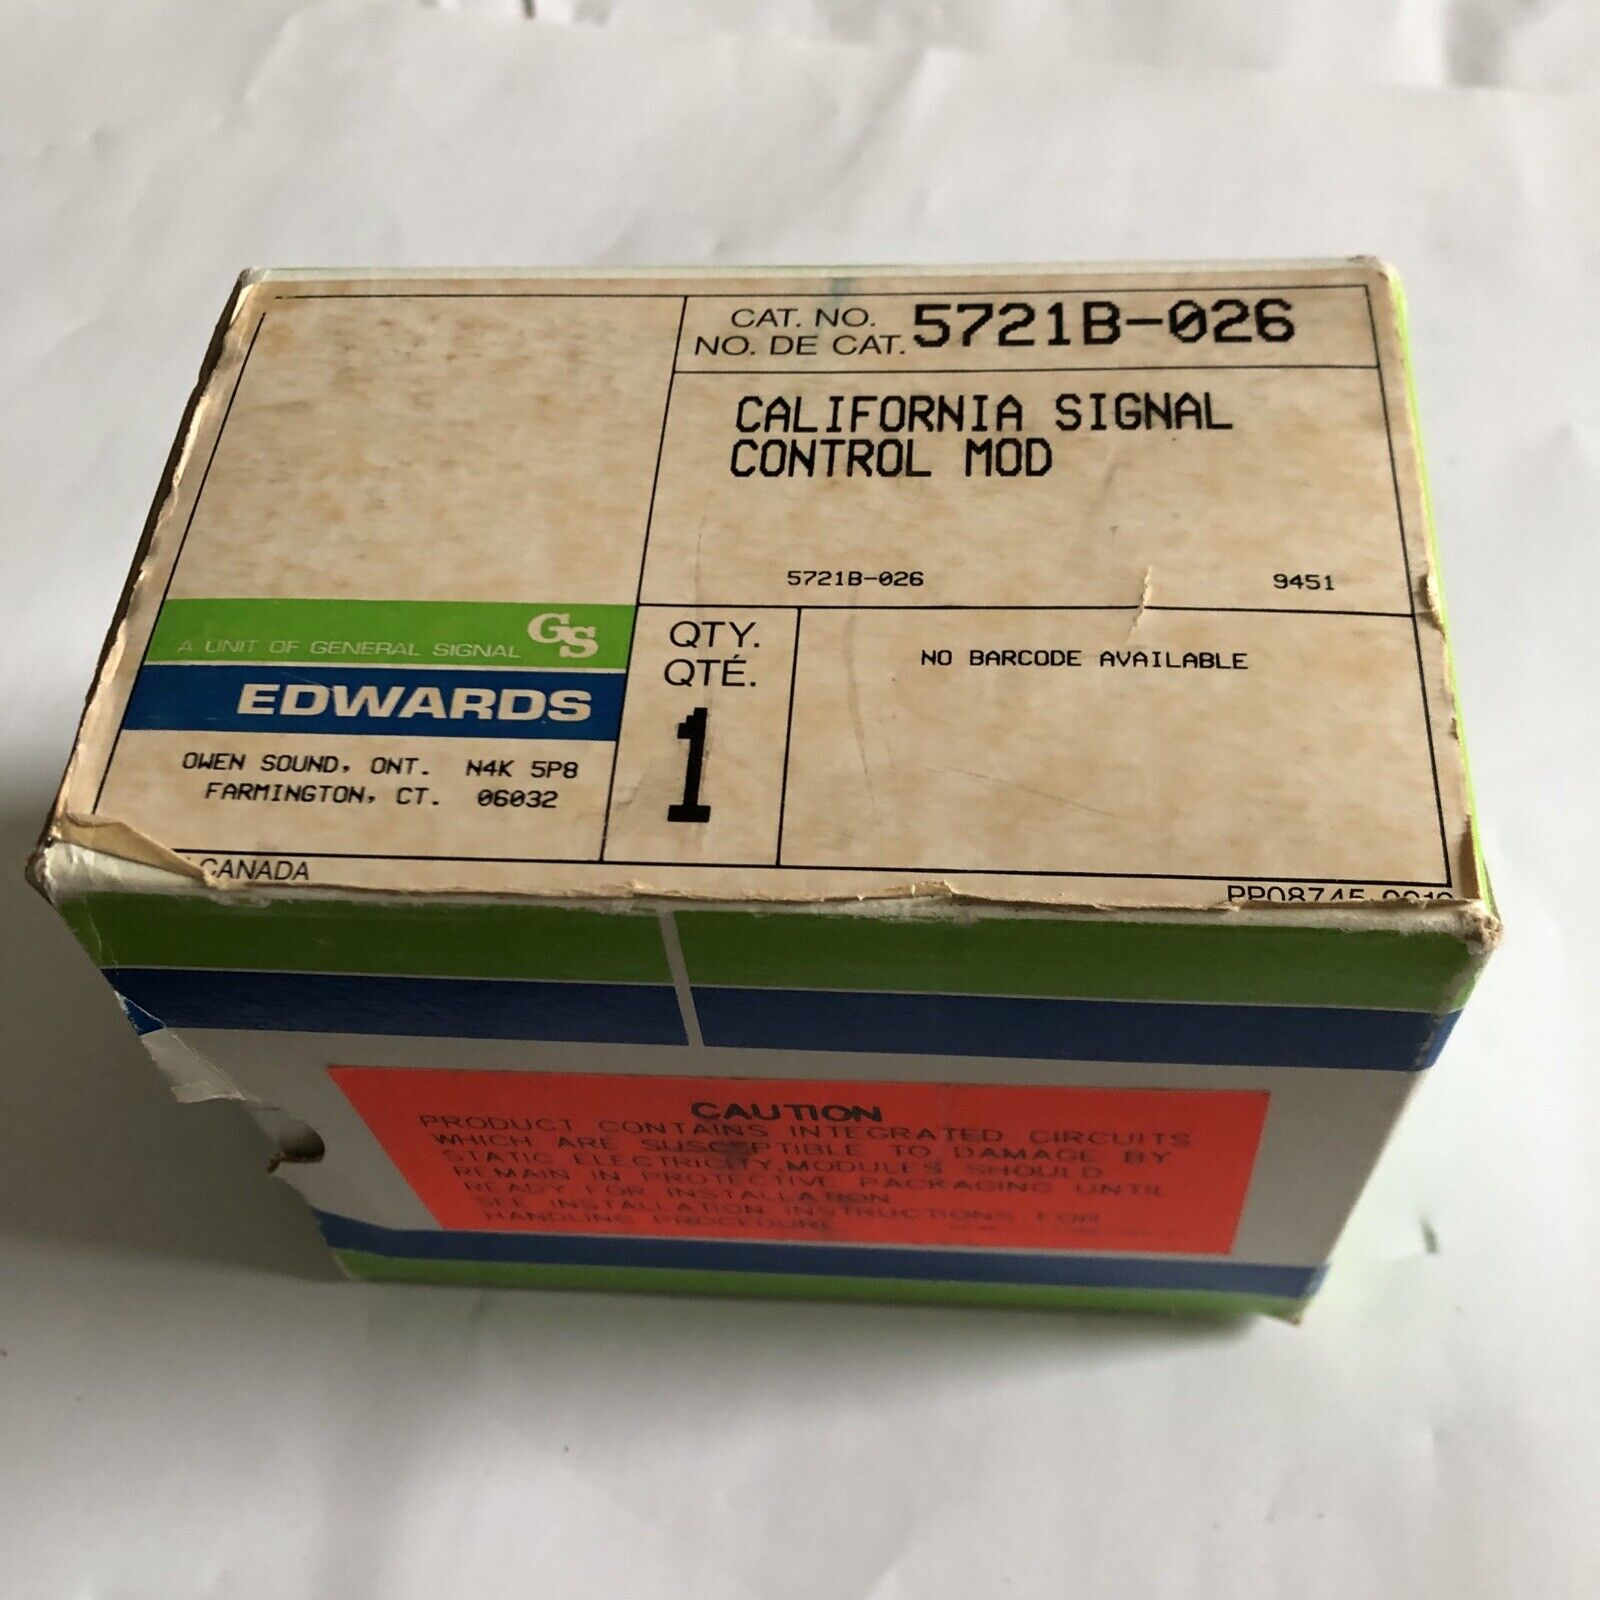 CAT. NO.
NO. DE CAT. 5721B-026
CALIFORNIA SIGNAL
CONTROL MOD
5721B-026 9451
A UNIT OF GENERAL SIGNAL GS
EDWARDS
OWEN SOUND, ONT. N4K 5P8
FARMINGTON, CT. 06032
QTY.
QTÉ.
1
NO BARCODE AVAILABLE
CANADA
PP08745
CAUTION
PRODUCT CONTAINS INTEGRATED CIRCUITS
WHICH ARE SUSCEPTIBLE TO DAMAGE BY
STATIC ELECTRICITY, MODULES SHOULD
REMAIN IN PROTECTIVE PACKAGING UNTIL
READY FOR INSTALLATION
SEE INSTALLATION INSTRUCTIONS FOR
HANDLING PROCEDURE